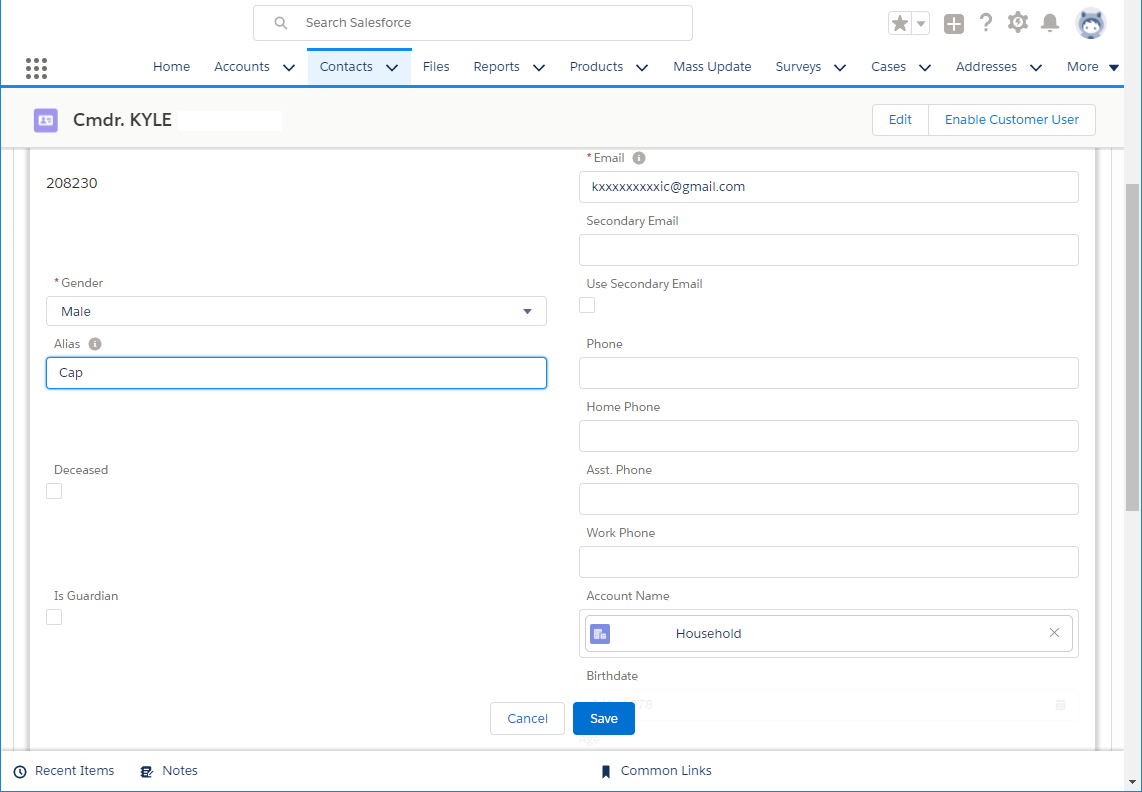 Search Salesforce
Home Accounts Contacts Files Reports Products Mass Update Surveys Cases Addresses More
Cmdr. KYLE
Edit Enable Customer User
208230
* Gender
Male
Alias
Cap
Deceased
Is Guardian
* Email
kxxxxxxxxxic@gmail.com
Secondary Email
Use Secondary Email
Phone
Home Phone
Asst. Phone
Work Phone
Account Name
Household
Birthdate
Cancel Save
Recent Items Notes Common Links